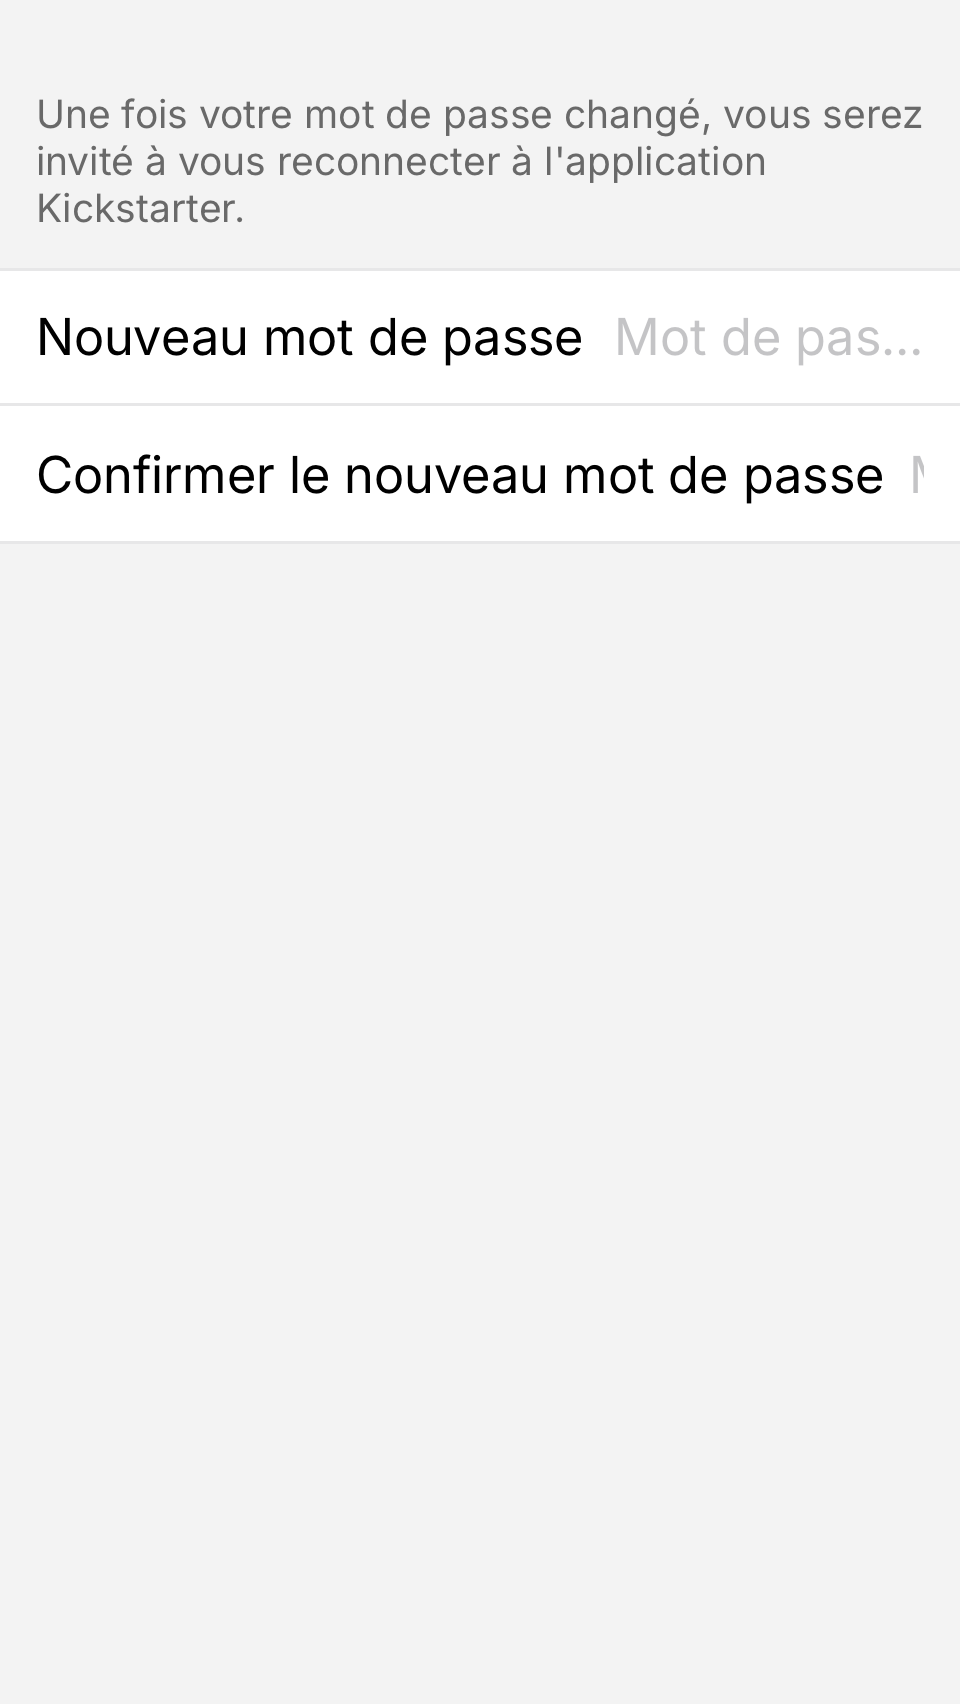 Une fois votre mot de passe changé, vous serez
invité à vous reconnecter à l'application
Kickstarter.
Nouveau mot de passe Mot de pas...
Confirmer le nouveau mot de passe